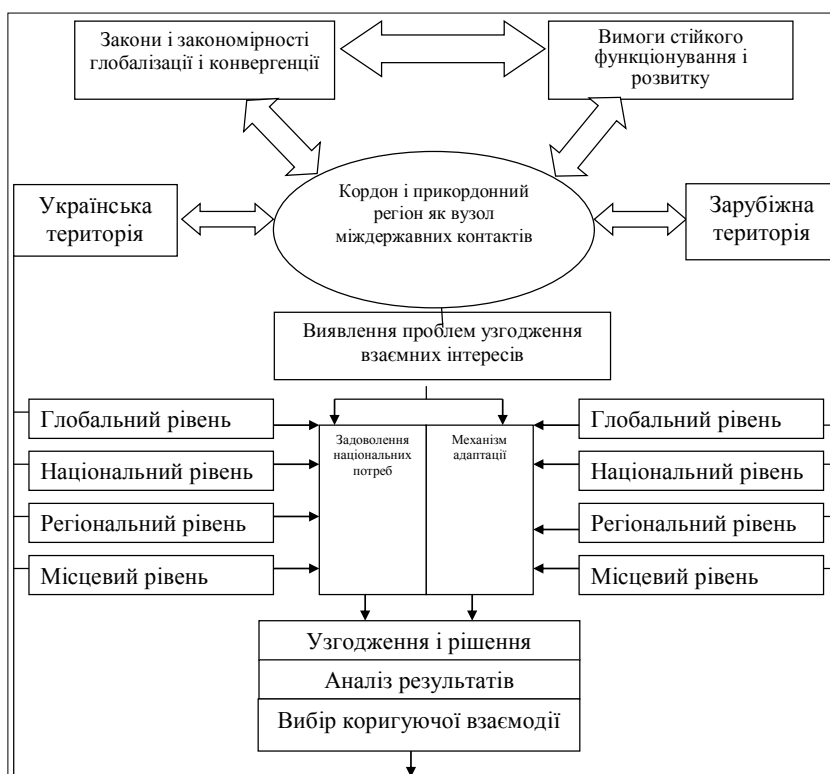 Закони і закономірності
глобалізації і конвергенції
Вимоги стійкого
функціонування і
розвитку
Кордон і прикордонний
регіон як вузол
міждержавних контактів
Українська
територія
Зарубіжна
територія
Виявлення проблем узгодження
взаємних інтересів
Глобальний рівень
Національний рівень
Регіональний рівень
Місцевий рівень
Задоволення
національних
потреб
Механізм
адаптації
Глобальний рівень
Національний рівень
Регіональний рівень
Місцевий рівень
Узгодження і рішення
Аналіз результатів
Вибір коригуючої взаємодії